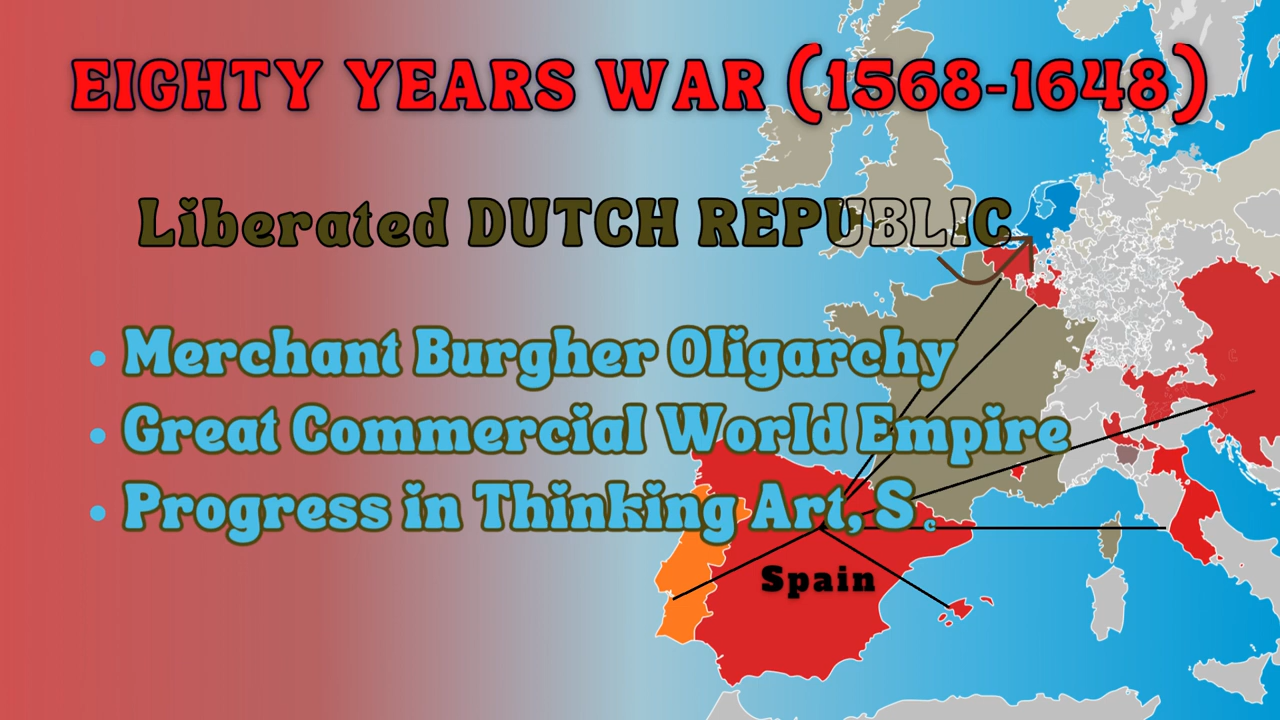 EIGHTY YEARS WAR (1568-1648)
Liberated DUTCH REPUBLIC
• Merchant Burgher Oligarchy
• Great Commercial World Empire
• Progress in Thinking Art, S c
Spain